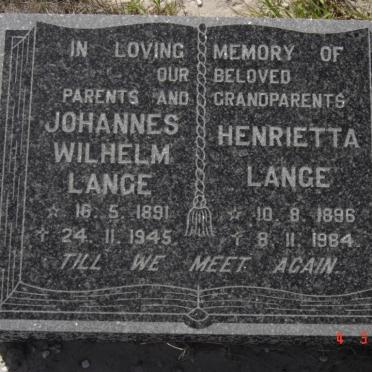 IN LOVING MEMORY OF
OUR BELOVED
PARENTS AND GRANDPARENTS
JOHANNES
WILHELM
LANGE
☆ 16. 5. 1891
† 24. 11. 1945.
HENRIETTA
LANGE
☆ 10. 8. 1896
† 8. 11. 1984.
TILL WE MEET AGAIN.